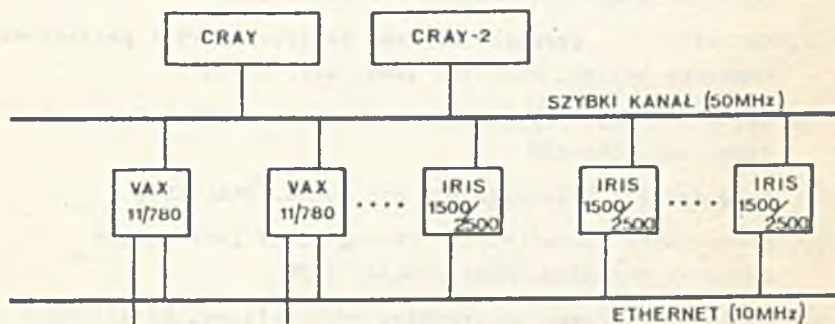 CRAY
CRAY-2
SZYBKI KANAŁ (50MHz)
VAX
11/780
VAX
11/780
....
IRIS
1500/
2500
IRIS
1500/
2500
....
IRIS
1500/
2500
ETHERNET (10MHz)